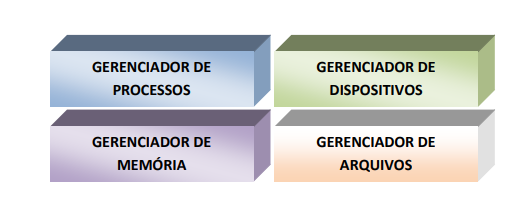 GERENCIADOR DE
PROCESSOS
GERENCIADOR DE
DISPOSITIVOS
GERENCIADOR DE
MEMÓRIA
GERENCIADOR DE
ARQUIVOS